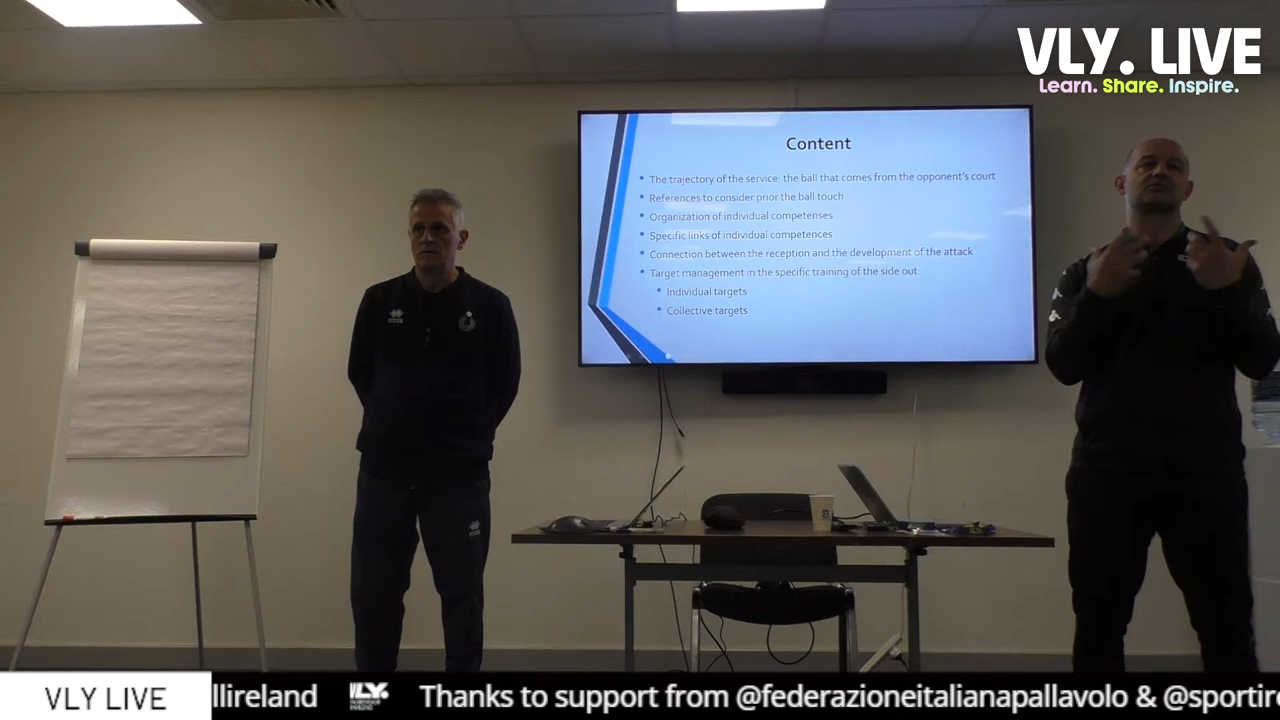 VLY. LIVE
Learn. Share. Inspire.
Content
The trajectory of the service: the ball that comes from the opponent's court
References to consider prior the ball touch
Organization of individual competenses
Specific links of individual competences
Connection between the reception and the development of the attack
Target management in the specific training of the side out:
Individual targets
Collective targets
VLY LIVE
llireland VLY. Thanks to support from @federazioneitalianapallavolo & @sportire